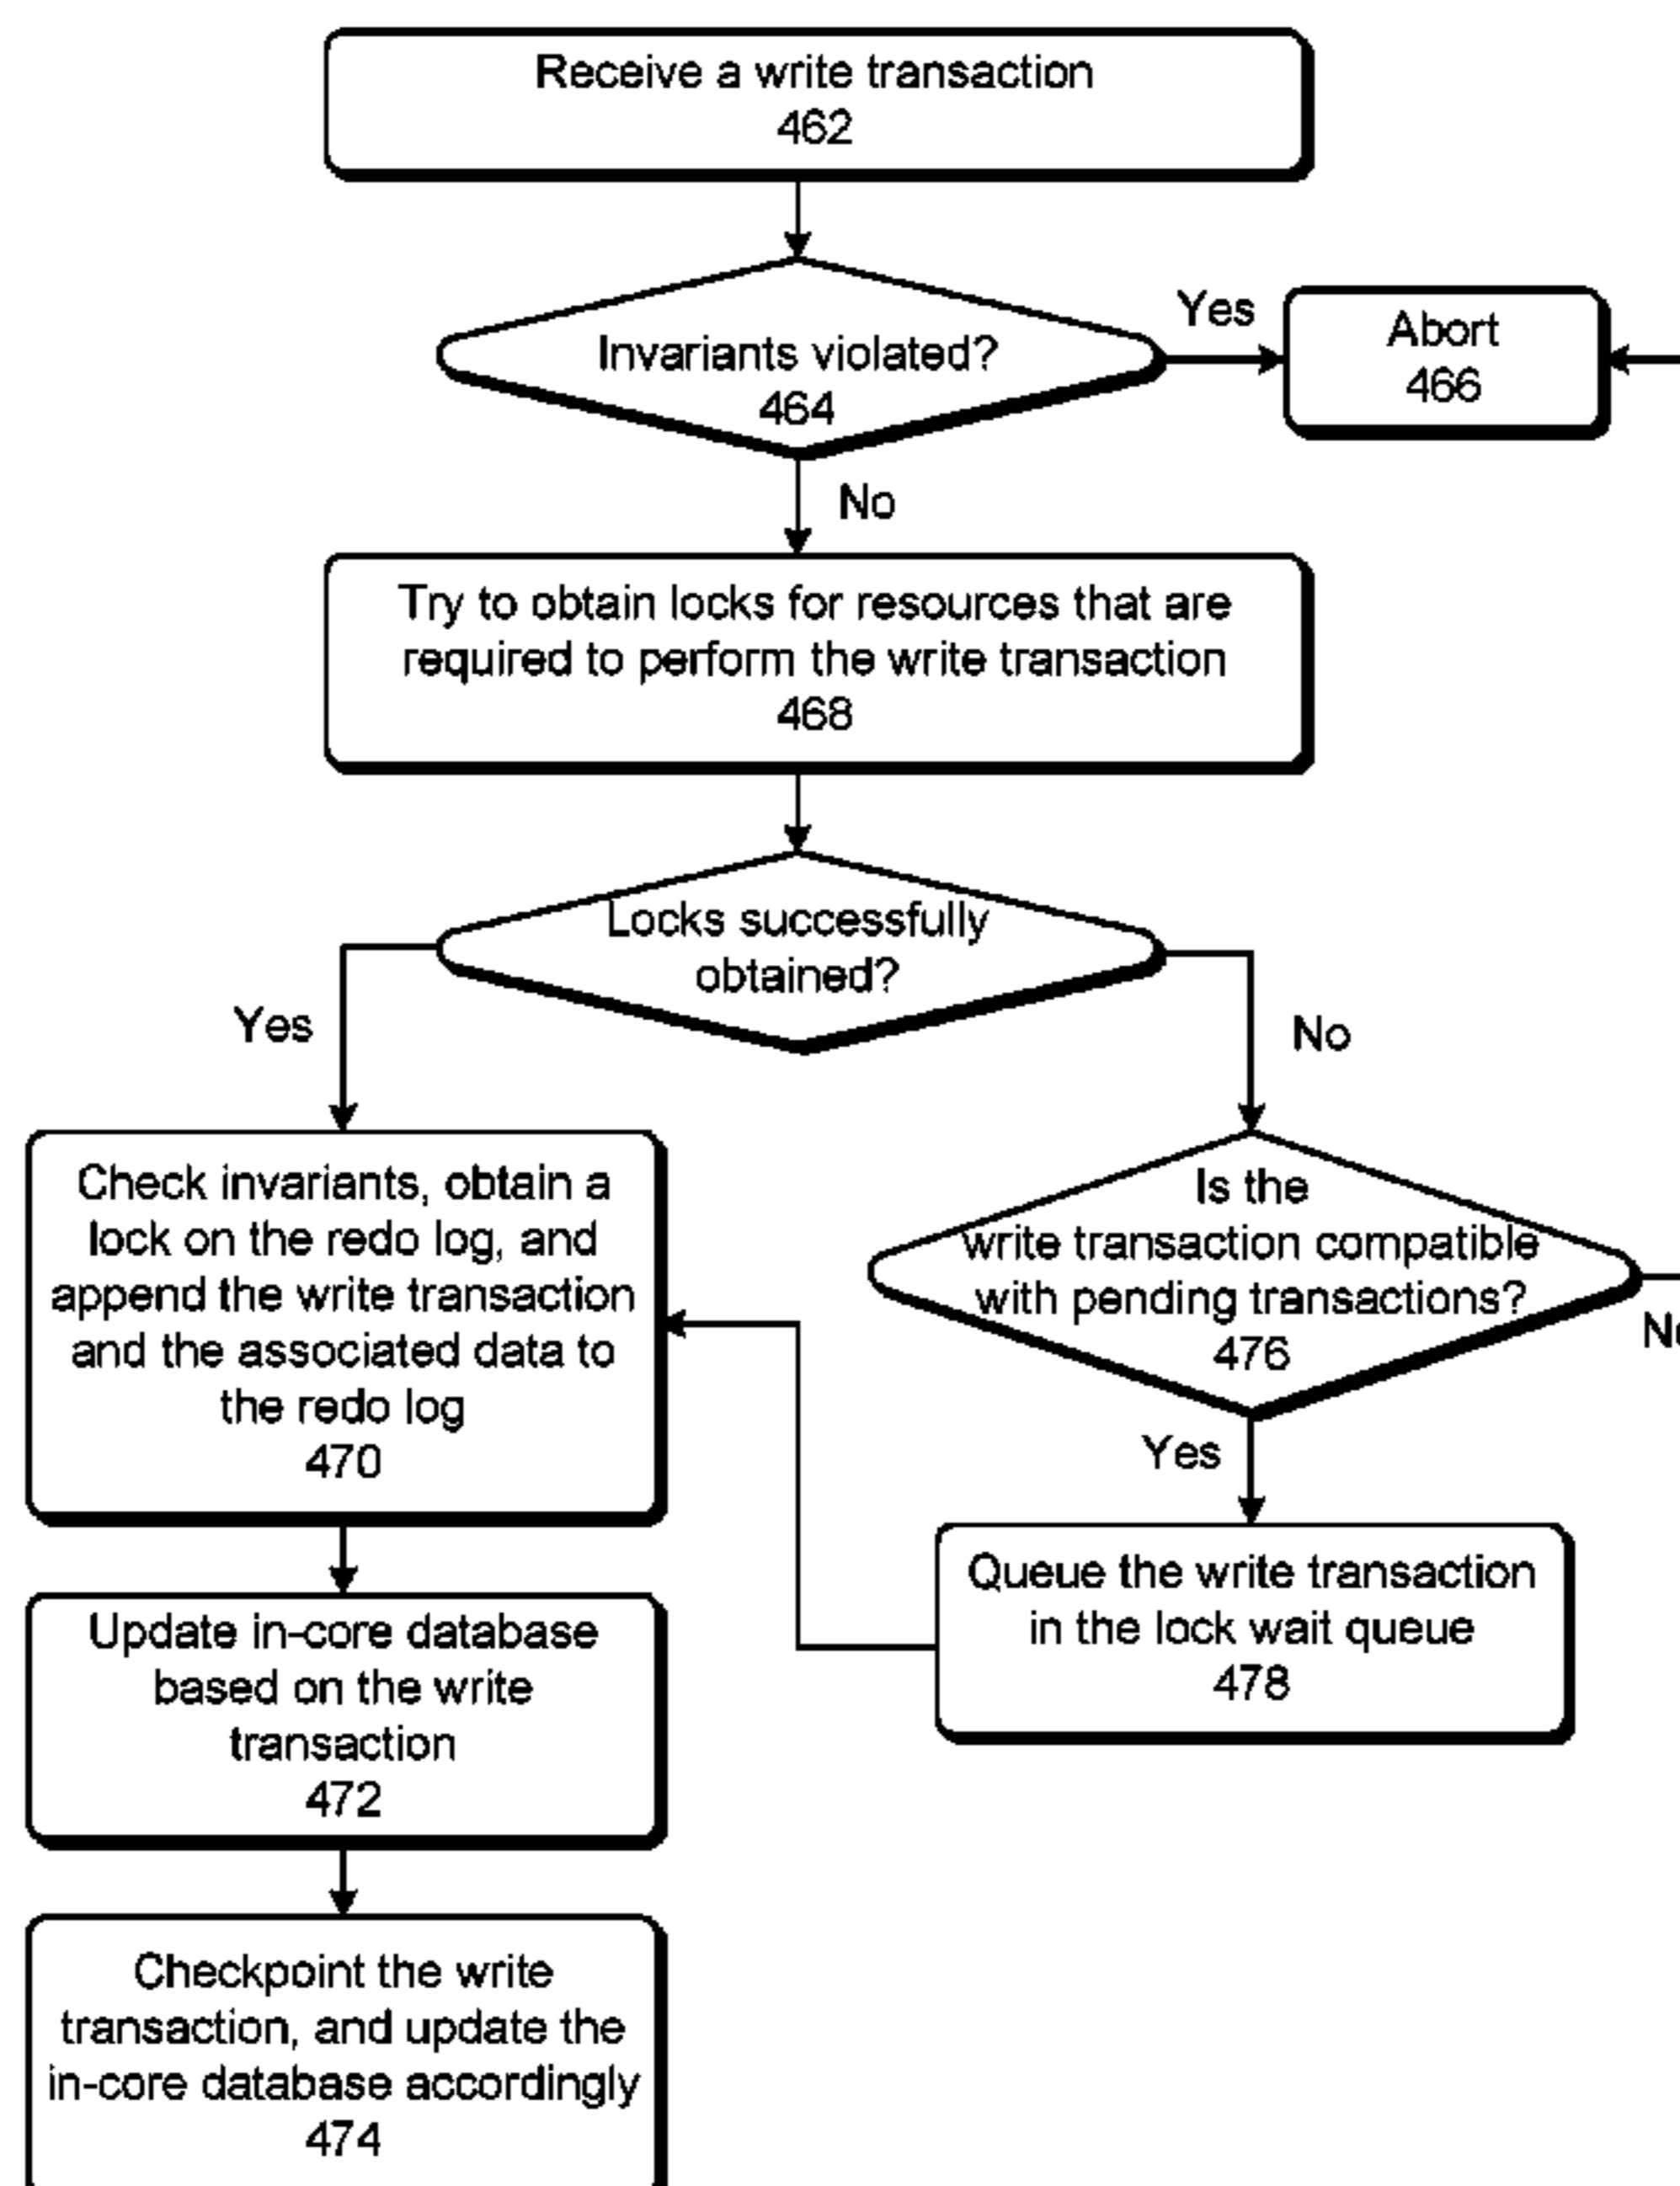 Receive a write transaction
462
Invariants violated?
464
Yes
Abort
466
No
Try to obtain locks for resources that are
required to perform the write transaction
468
Locks successfully
obtained?
Yes
No
Check invariants, obtain a
lock on the redo log, and
append the write transaction
and the associated data to
the redo log
470
Is the
write transaction compatible
with pending transactions?
476
No
Yes
Queue the write transaction
in the lock wait queue
478
Update in-core database
based on the write
transaction
472
Checkpoint the write
transaction, and update the
in-core database accordingly
474